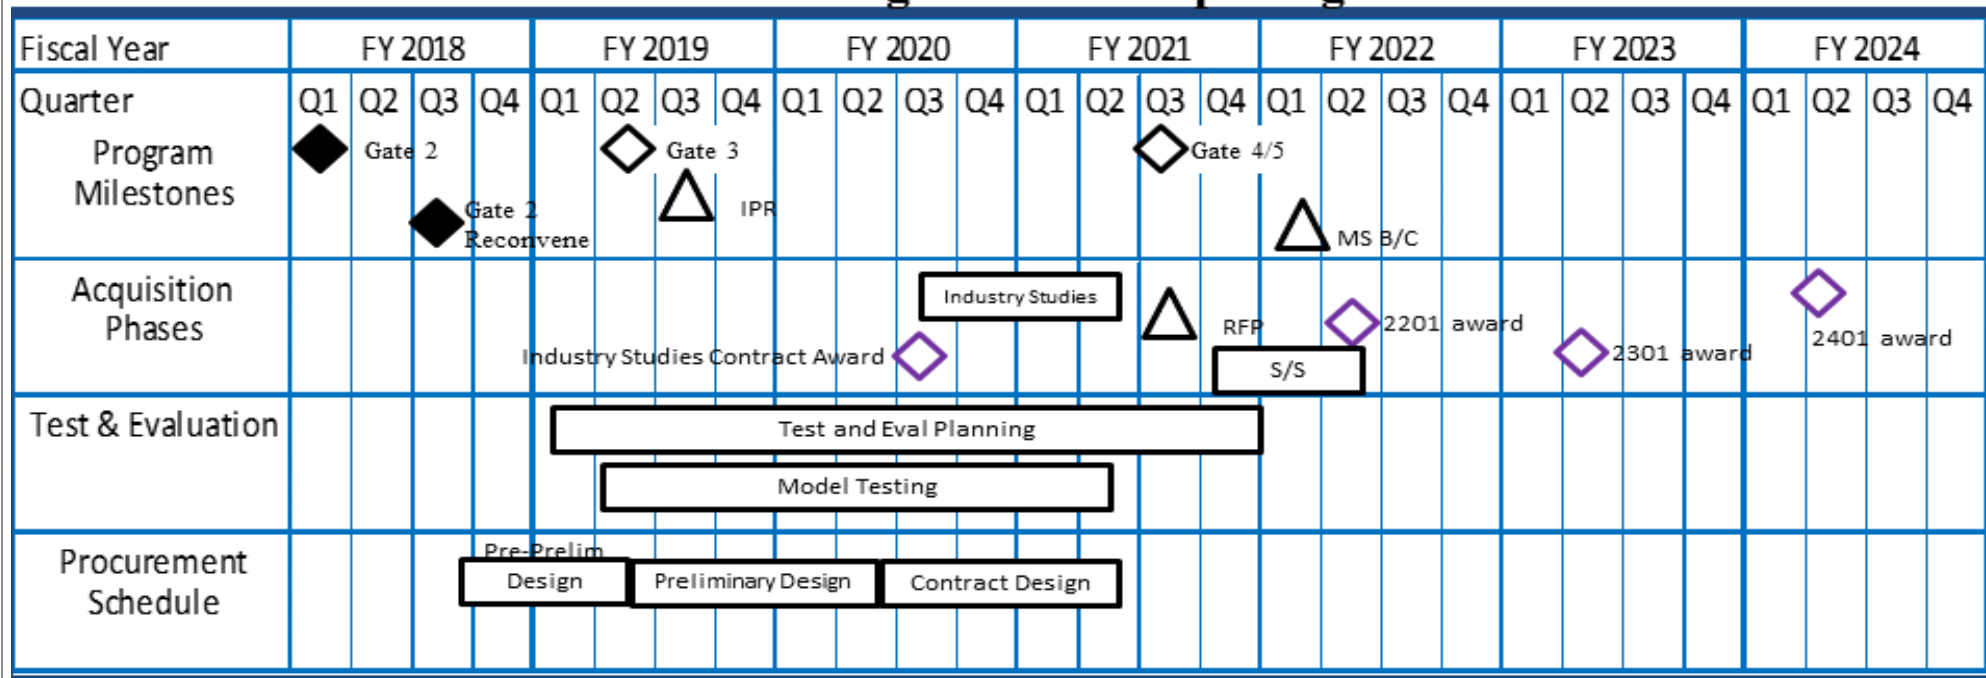 Fiscal Year FY 2018 FY 2019 FY 2020 FY 2021 FY 2022 FY 2023 FY 2024
Quarter Q1 Q2 Q3 Q4 Q1 Q2 Q3 Q4 Q1 Q2 Q3 Q4 Q1 Q2 Q3 Q4 Q1 Q2 Q3 Q4 Q1 Q2 Q3 Q4 Q1 Q2 Q3 Q4
Program
Milestones
Gate 2
Gate 3
Gate 4/5
Gate 2
Reconvene
IPR
MS B/C
Acquisition
Phases
Industry Studies
RFP
2201 award
2401 award
Industry Studies Contract Award
2301 award
S/S
Test & Evaluation
Test and Eval Planning
Model Testing
Procurement
Schedule
Pre-Prelim
Design
Preliminary Design
Contract Design